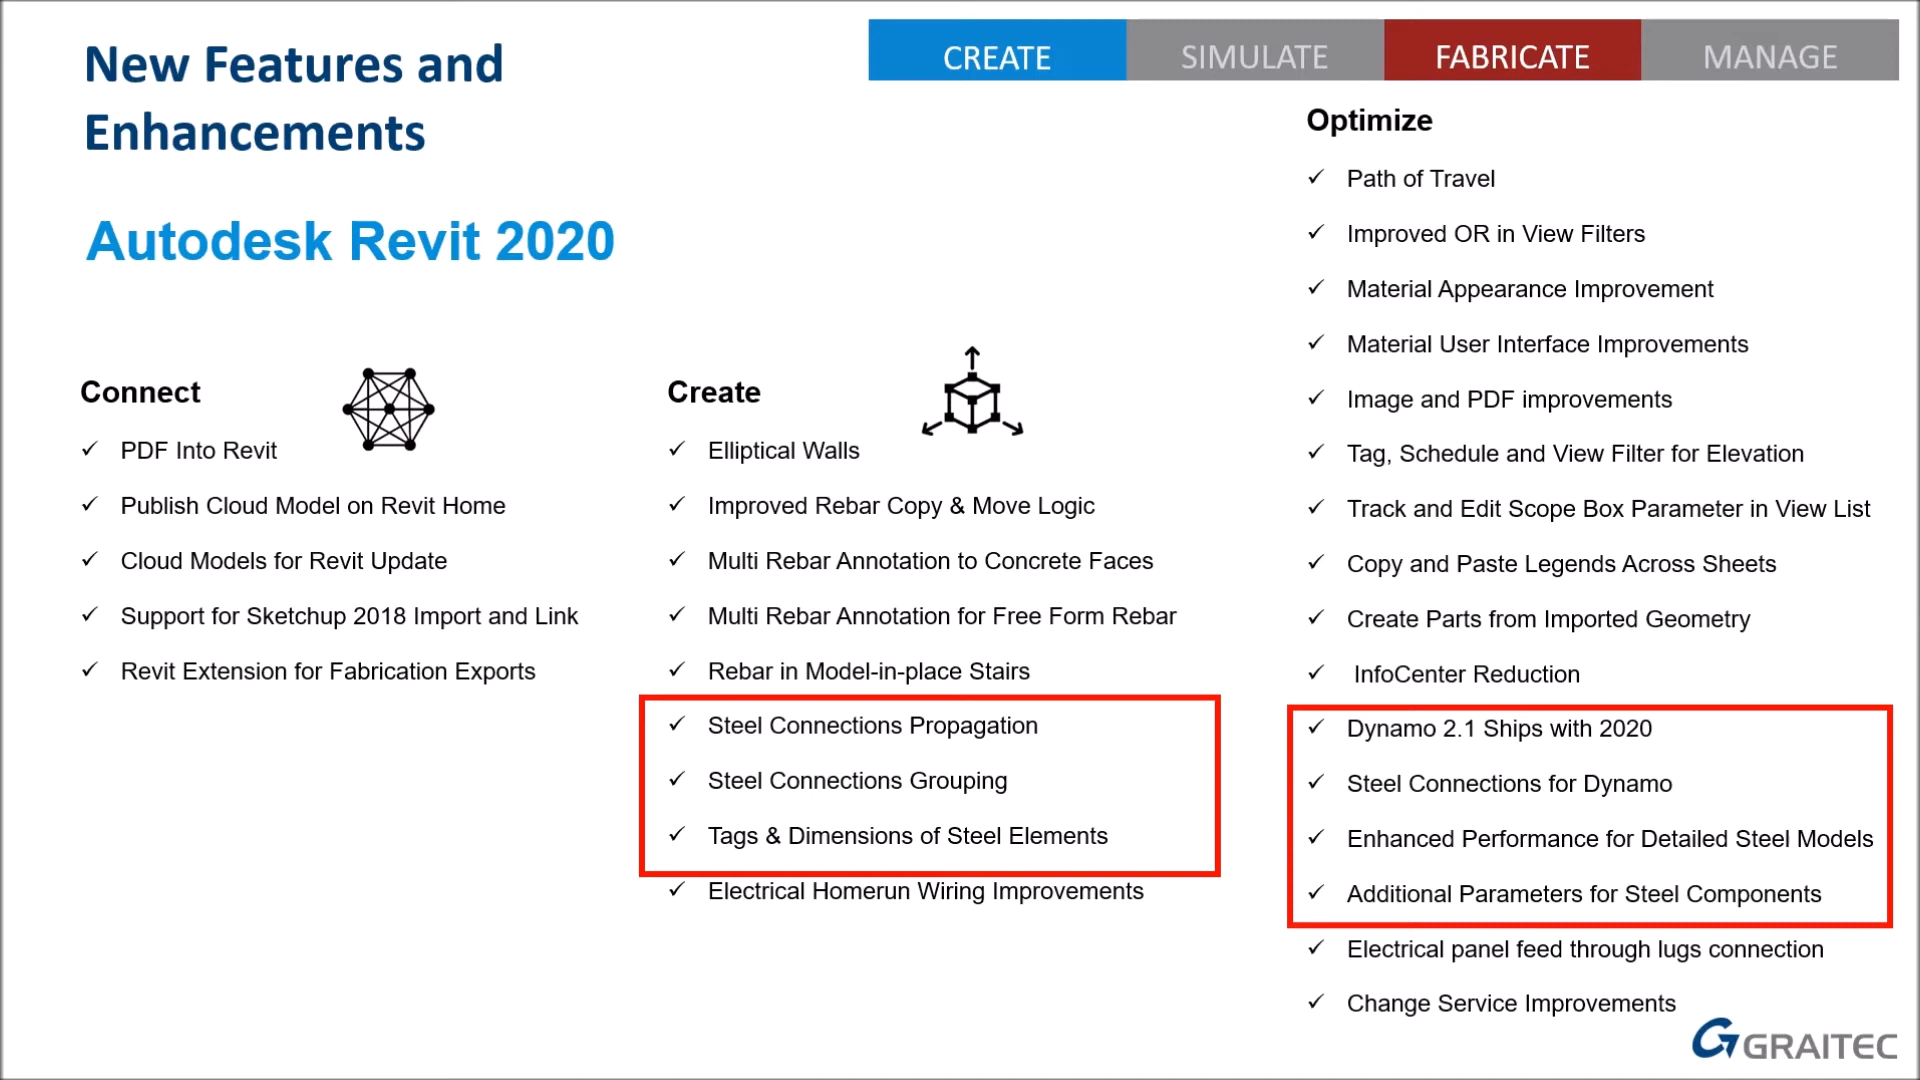 New Features and
Enhancements
Autodesk Revit 2020
CREATE
SIMULATE
FABRICATE
MANAGE
Connect
PDF Into Revit
Publish Cloud Model on Revit Home
Cloud Models for Revit Update
Support for Sketchup 2018 Import and Link
Revit Extension for Fabrication Exports
Create
Elliptical Walls
Improved Rebar Copy & Move Logic
Multi Rebar Annotation to Concrete Faces
Multi Rebar Annotation for Free Form Rebar
Rebar in Model-in-place Stairs
Steel Connections Propagation
Steel Connections Grouping
Tags & Dimensions of Steel Elements
Electrical Homerun Wiring Improvements
Optimize
Path of Travel
Improved OR in View Filters
Material Appearance Improvement
Material User Interface Improvements
Image and PDF improvements
Tag, Schedule and View Filter for Elevation
Track and Edit Scope Box Parameter in View List
Copy and Paste Legends Across Sheets
Create Parts from Imported Geometry
InfoCenter Reduction
Dynamo 2.1 Ships with 2020
Steel Connections for Dynamo
Enhanced Performance for Detailed Steel Models
Additional Parameters for Steel Components
Electrical panel feed through lugs connection
Change Service Improvements
GRAITEC